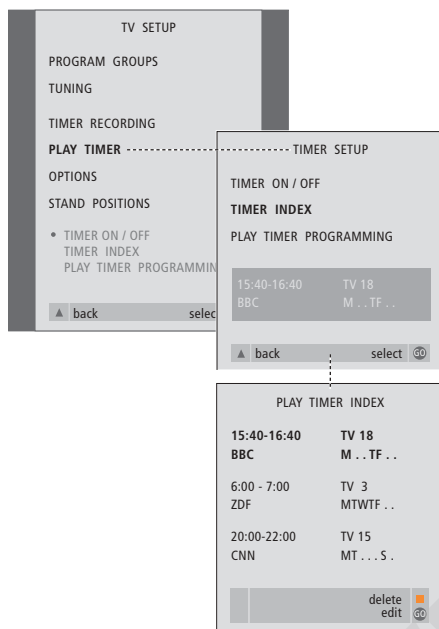 TV SETUP
PROGRAM GROUPS
TUNING
TIMER RECORDING
PLAY TIMER
OPTIONS
STAND POSITIONS
• TIMER ON / OFF
TIMER INDEX
PLAY TIMER PROGRAMMIN
back selec
TIMER SETUP
TIMER ON / OFF
TIMER INDEX
PLAY TIMER PROGRAMMING
15:40-16:40 TV 18
BBC M . . TF . .
back select GO
PLAY TIMER INDEX
15:40-16:40 TV 18
BBC M . . TF . .
6:00 - 7:00 TV 3
ZDF MTWTF . .
20:00-22:00 TV 15
CNN MT . . . S .
delete
edit GO